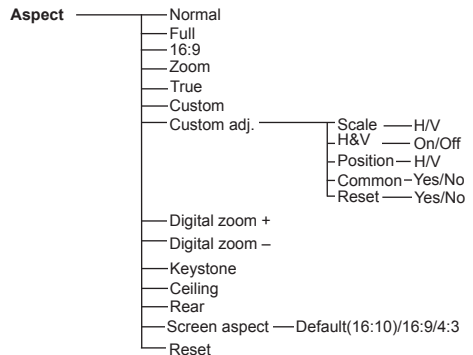 Aspect Normal
Full
16:9
Zoom
True
Custom
Custom adj. Scale H/V
H&V On/Off
Position H/V
Common Yes/No
Reset Yes/No
Digital zoom +
Digital zoom –
Keystone
Ceiling
Rear
Screen aspect Default(16:10)/16:9/4:3
Reset